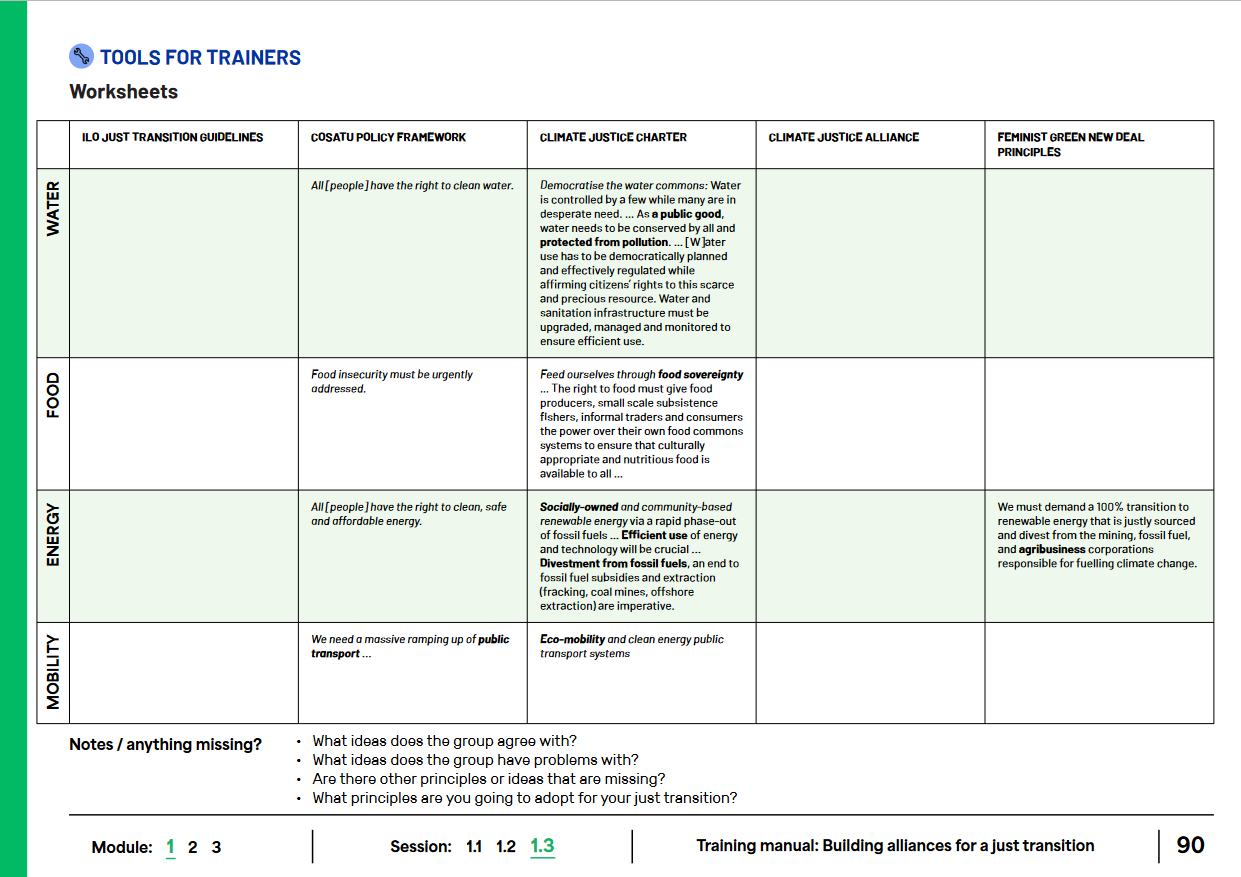 TOOLS FOR TRAINERS
Worksheets
ILO JUST TRANSITION GUIDELINES
COSATU POLICY FRAMEWORK
CLIMATE JUSTICE CHARTER
CLIMATE JUSTICE ALLIANCE
FEMINIST GREEN NEW DEAL
PRINCIPLES
WATER
All [people] have the right to clean water.
Democratise the water commons: Water
is controlled by a few while many are in
desperate need. ... As a public good,
water needs to be conserved by all and
protected from pollution. ... [W]ater
use has to be democratically planned
and effectively regulated while
affirming citizens' rights to this scarce
and precious resource. Water and
sanitation infrastructure must be
upgraded, managed and monitored to
ensure efficient use.
FOOD
Food insecurity must be urgently
addressed.
Feed ourselves through food sovereignty
... The right to food must give food
producers, small scale subsistence
fishers, informal traders and consumers
the power over their own food commons
systems to ensure that culturally
appropriate and nutritious food is
available to all ...
ENERGY
All [people] have the right to clean, safe
and affordable energy.
Socially-owned and community-based
renewable energy via a rapid phase-out
of fossil fuels ... Efficient use of energy
and technology will be crucial ...
Divestment from fossil fuels, an end to
fossil fuel subsidies and extraction
(fracking, coal mines, offshore
extraction) are imperative.
We must demand a 100% transition to
renewable energy that is justly sourced
and divest from the mining, fossil fuel,
and agribusiness corporations
responsible for fuelling climate change.
MOBILITY
We need a massive ramping up of public
transport ...
Eco-mobility and clean energy public
transport systems
Notes / anything missing?
• What ideas does the group agree with?
• What ideas does the group have problems with?
• Are there other principles or ideas that are missing?
• What principles are you going to adopt for your just transition?
Module: 1 2 3
Session: 1.1 1.2 1.3
Training manual: Building alliances for a just transition
90